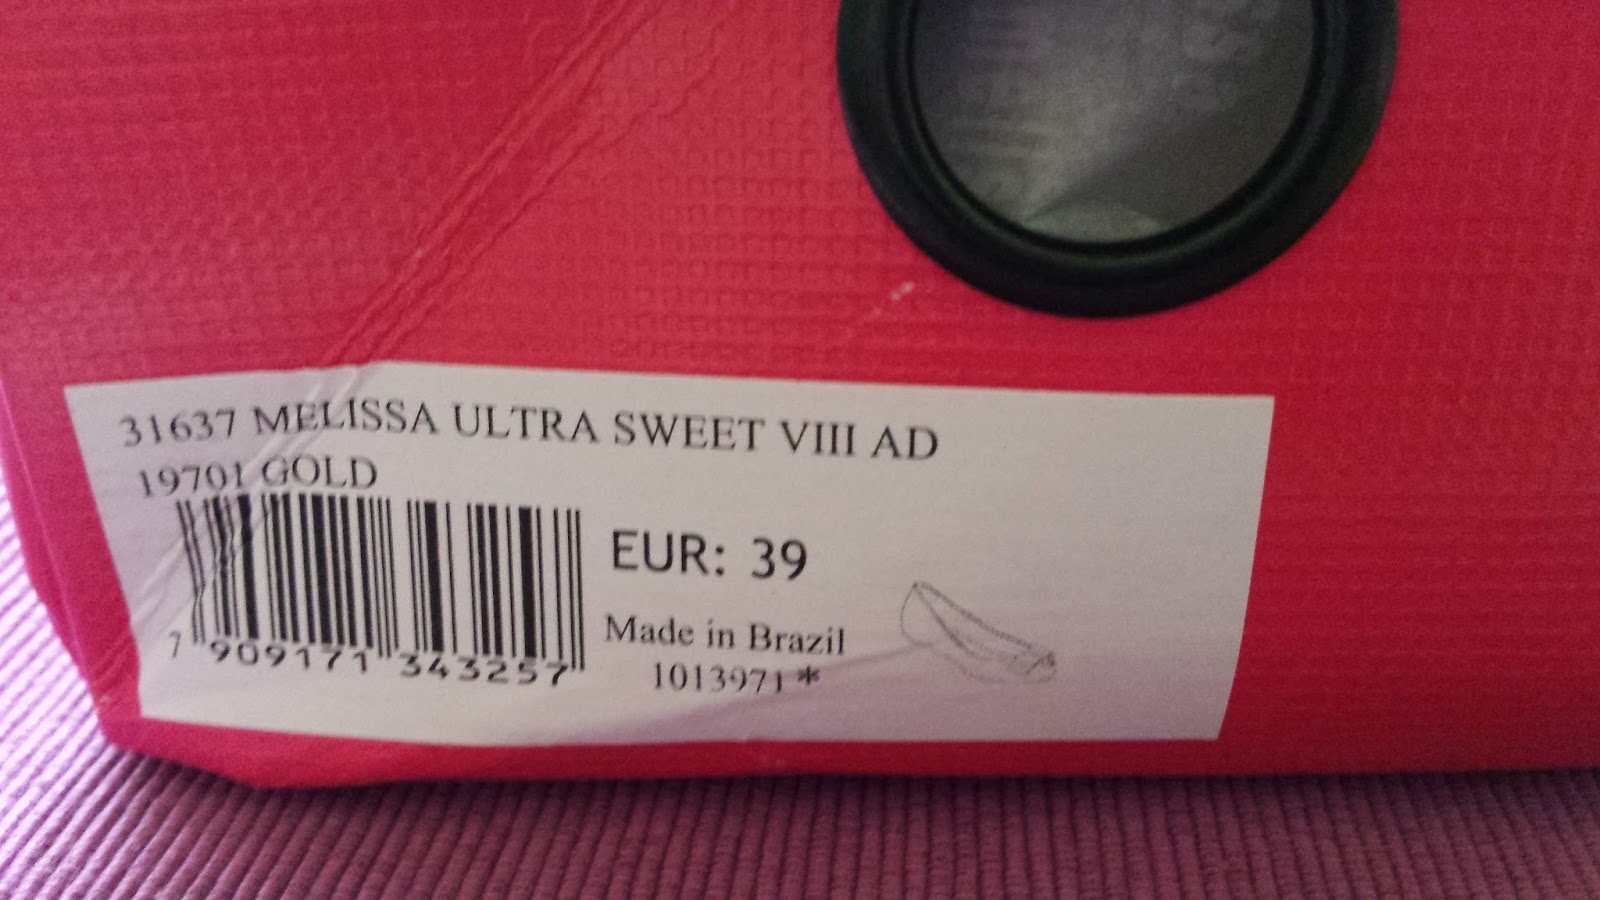 31637 MELISSA ULTRA SWEET VIII AD
19701 GOLD
EUR: 39
Made in Brazil
1013971*
7 909171 343257